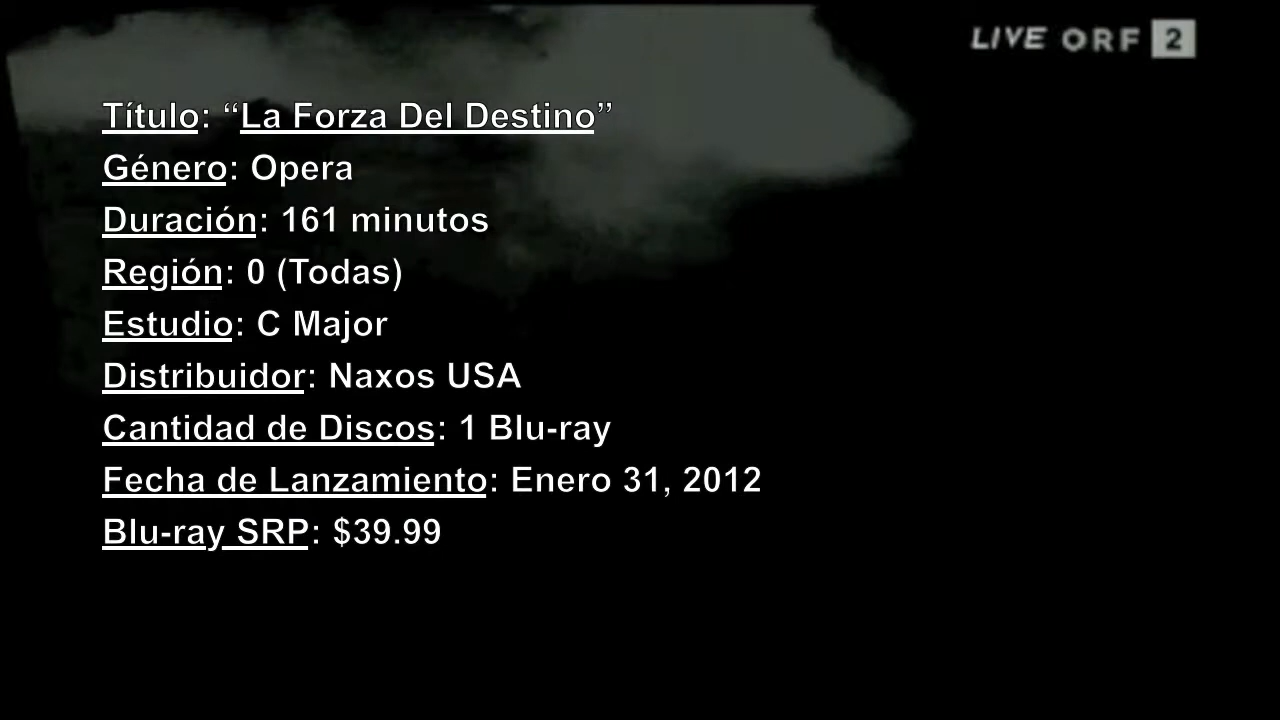 LIVE ORF 2
Título: “La Forza Del Destino”
Género: Opera
Duración: 161 minutos
Región: 0 (Todas)
Estudio: C Major
Distribuidor: Naxos USA
Cantidad de Discos: 1 Blu-ray
Fecha de Lanzamiento: Enero 31, 2012
Blu-ray SRP: $39.99